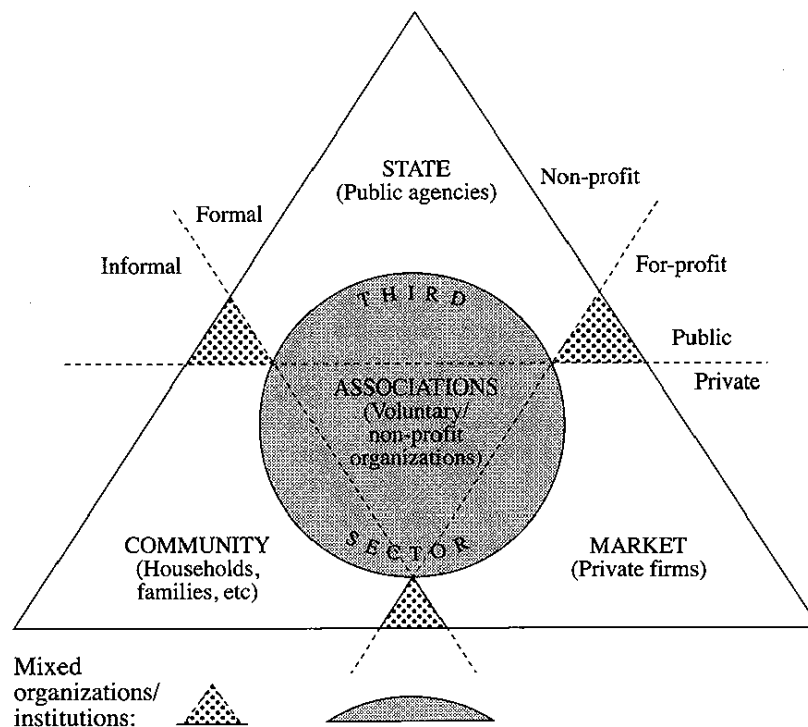 STATE
(Public agencies)
Non-profit
Formal
Informal
For-profit
THIRD
Public
Private
ASSOCIATIONS
(Voluntary/
non-profit
organizations)
SECTOR
COMMUNITY
(Households,
families, etc)
MARKET
(Private firms)
Mixed
organizations/
institutions: